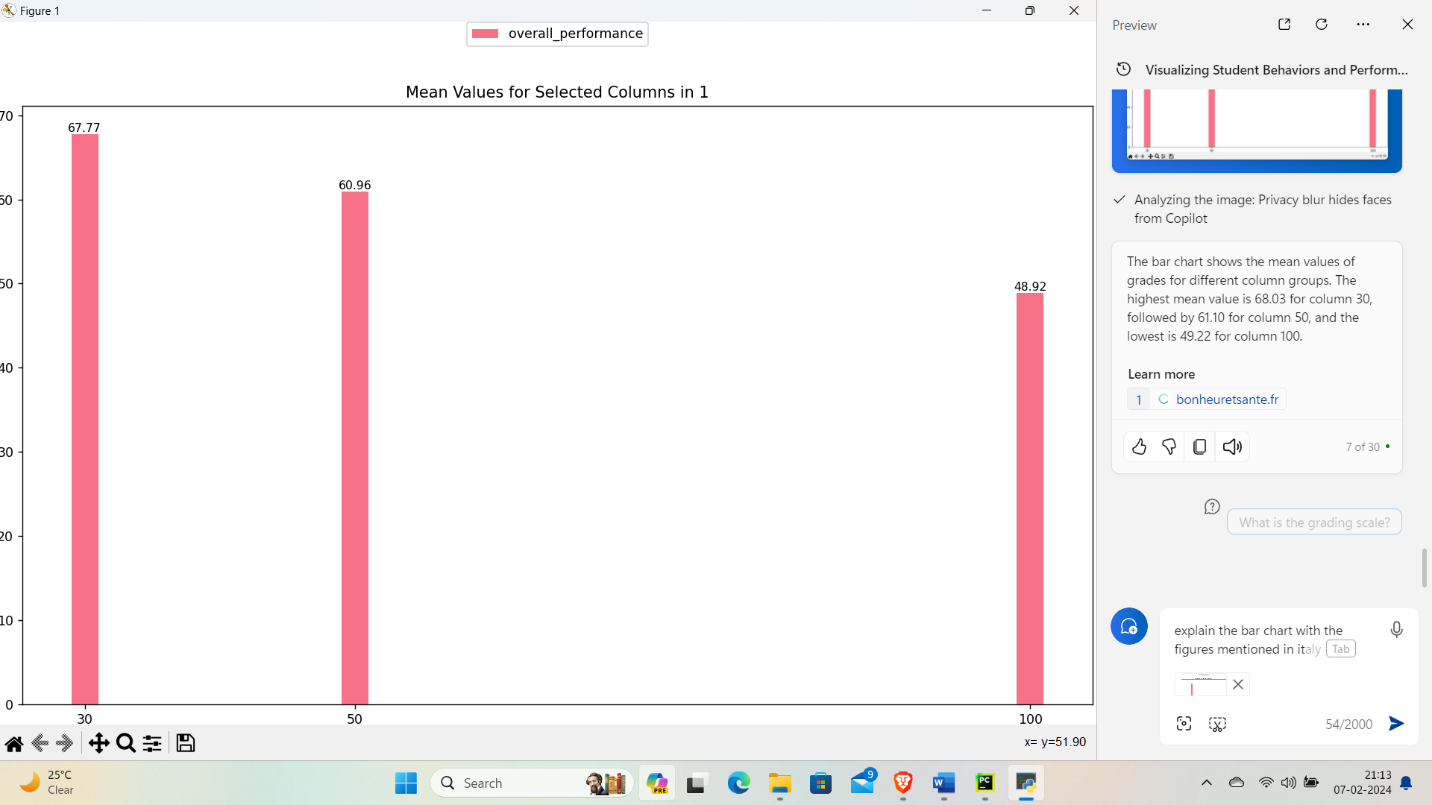 Figure 1
overall_performance
Mean Values for Selected Columns in 1
70
67.77
60
60.96
50
48.92
40
30
20
10
0
30
50
100
x= y=51.90
Preview
Visualizing Student Behaviors and Perform...
Analyzing the image: Privacy blur hides faces
from Copilot
The bar chart shows the mean values of
grades for different column groups. The
highest mean value is 68.03 for column 30,
followed by 61.10 for column 50, and the
lowest is 49.22 for column 100.
Learn more
1 bonheuretsante.fr
7 of 30
What is the grading scale?
explain the bar chart with the
figures mentioned in italy Tab
54/2000
25°C
Clear
Search
PRE
9
W
PC
21:13
07-02-2024